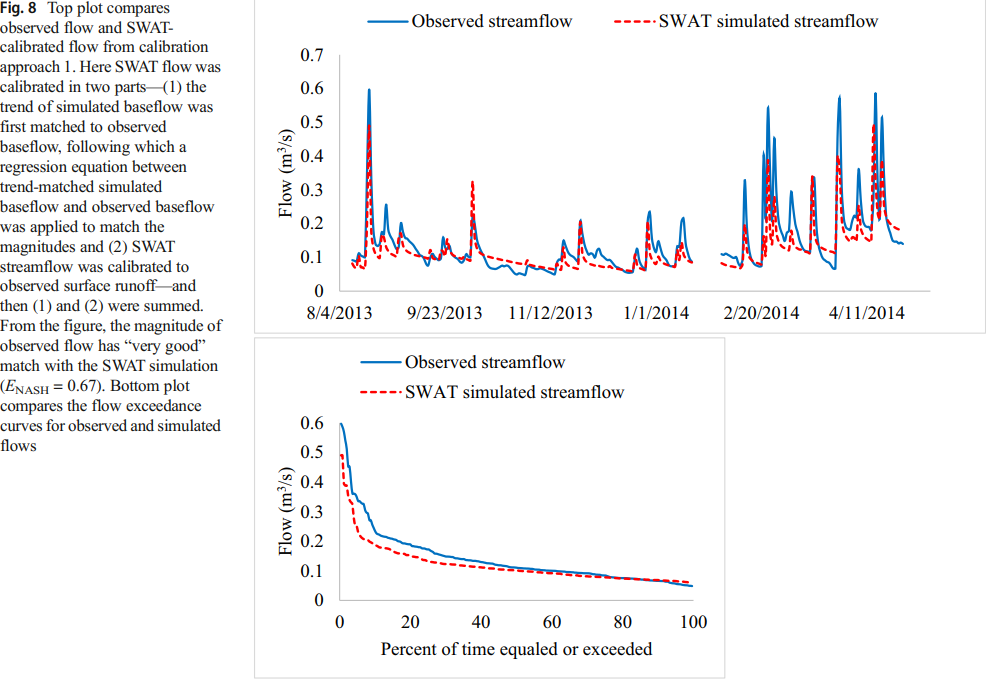 Fig. 8 Top plot compares
observed flow and SWAT-
calibrated flow from calibration
approach 1. Here SWAT flow was
calibrated in two parts—(1) the
trend of simulated baseflow was
first matched to observed
baseflow, following which a
regression equation between
trend-matched simulated
baseflow and observed baseflow
was applied to match the
magnitudes and (2) SWAT
streamflow was calibrated to
observed surface runoff—and
then (1) and (2) were summed.
From the figure, the magnitude of
observed flow has “very good”
match with the SWAT simulation
(E_NASH = 0.67). Bottom plot
compares the flow exceedance
curves for observed and simulated
flows
Observed streamflow SWAT simulated streamflow
Flow (m³/s)
0.7
0.6
0.5
0.4
0.3
0.2
0.1
0
8/4/2013 9/23/2013 11/12/2013 1/1/2014 2/20/2014 4/11/2014
Observed streamflow
SWAT simulated streamflow
Flow (m³/s)
0.6
0.5
0.4
0.3
0.2
0.1
0
0 20 40 60 80 100
Percent of time equaled or exceeded